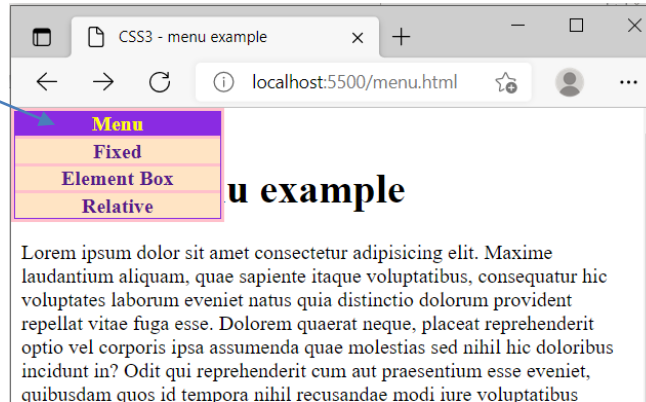 CSS3 - menu example
localhost:5500/menu.html
Menu
Fixed
Element Box
Relative
u example
Lorem ipsum dolor sit amet consectetur adipisicing elit. Maxime
laudantium aliquam, quae sapiente itaque voluptatibus, consequatur hic
voluptates laborum eveniet natus quia distinctio dolorum provident
repellat vitae fuga esse. Dolorem quaerat neque, placeat reprehenderit
optio vel corporis ipsa assumenda quae molestias sed nihil hic doloribus
incidunt in? Odit qui reprehenderit cum aut praesentium esse eveniet,
quibusdam quos id tempora nihil recusandae modi iure voluptatibus